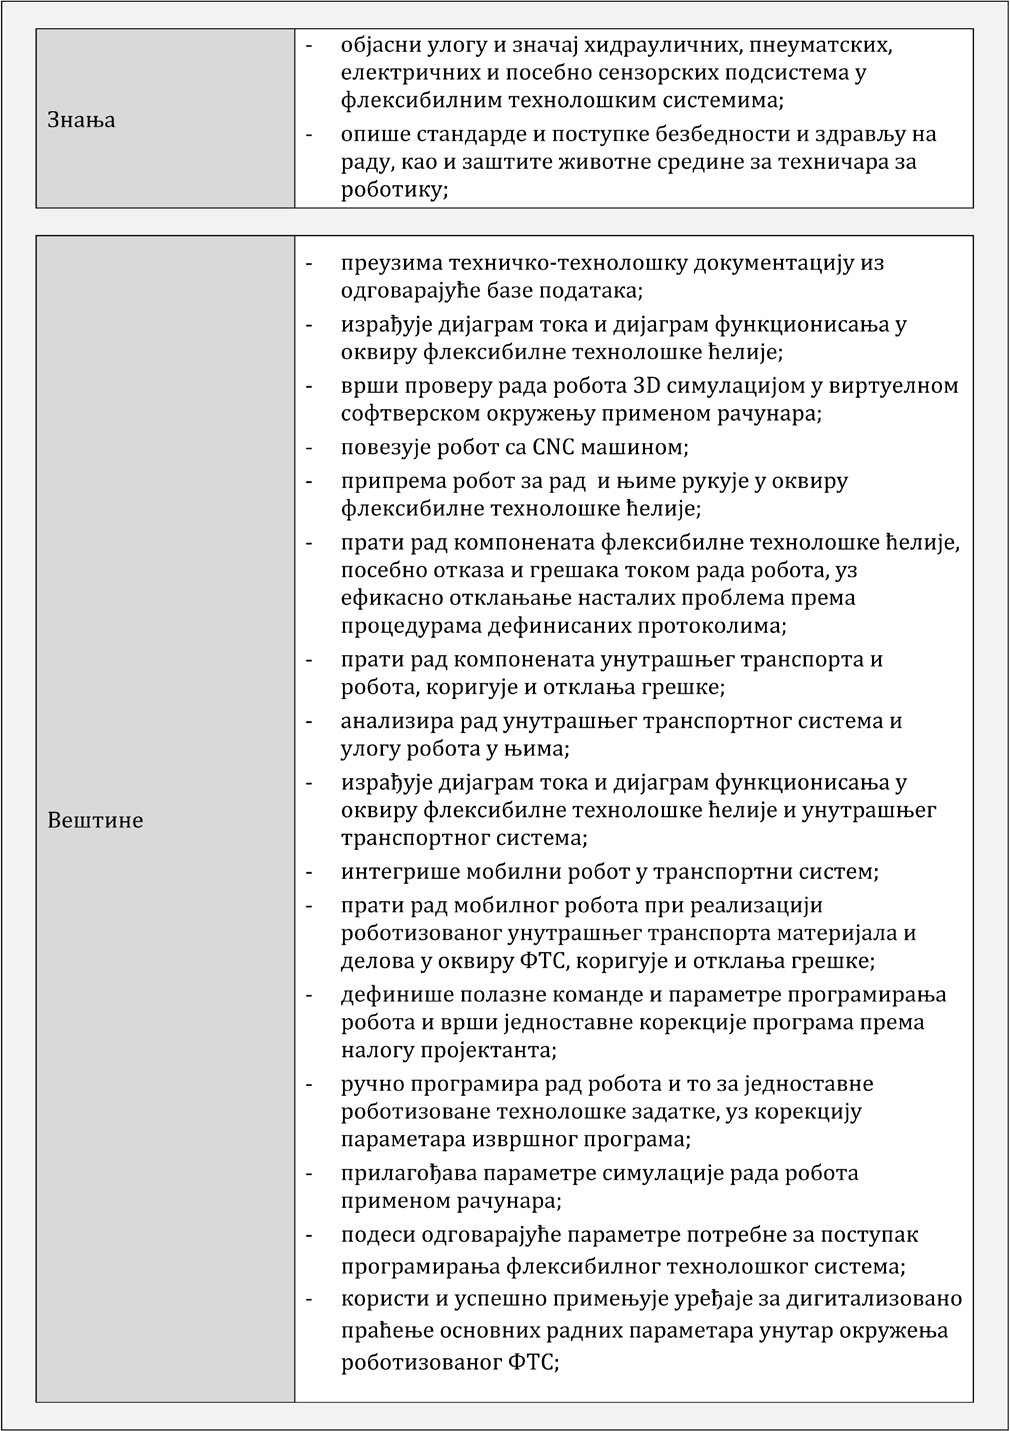 Знања
- објасни улогу и значај хидрауличних, пнеуматских,
електричних и посебно сензорских подсистема у
флексибилним технолошким системима;
- опише стандарде и поступке безбедности и здрављу на
раду, као и заштите животне средине за техничара за
роботику;
Вештине
- преузима техничко-технолошку документацију из
одговарајуће базе података;
- израђује дијаграм тока и дијаграм функционисања у
оквиру флексибилне технолошке ћелије;
- врши проверу рада робота 3D симулацијом у виртуелном
софтверском окружењу применом рачунара;
- повезује робот са CNC машином;
- припрема робот за рад и њиме рукује у оквиру
флексибилне технолошке ћелије;
- прати рад компонената флексибилне технолошке ћелије,
посебно отказа и грешака током рада робота, уз
ефикасно отклањање насталих проблема према
процедурама дефинисаних протоколима;
- прати рад компонената унутрашњег транспорта и
робота, коригује и отклања грешке;
- анализира рад унутрашњег транспортног система и
улогу робота у њима;
- израђује дијаграм тока и дијаграм функционисања у
оквиру флексибилне технолошке ћелије и унутрашњег
транспортног система;
- интегрише мобилни робот у транспортни систем;
- прати рад мобилног робота при реализацији
роботизованог унутрашњег транспорта материјала и
делова у оквиру ФТС, коригује и отклања грешке;
- дефинише полазне команде и параметре програмирања
робота и врши једноставне корекције програма према
налогу пројектанта;
- ручно програмира рад робота и то за једноставне
роботизоване технолошке задатке, уз корекцију
параметара извршног програма;
- прилагођава параметре симулације рада робота
применом рачунара;
- подеси одговарајуће параметре потребне за поступак
програмирања флексибилног технолошког система;
- користи и успешно примењује уређаје за дигитализовано
праћење основних радних параметара унутар окружења
роботизованог ФТС;